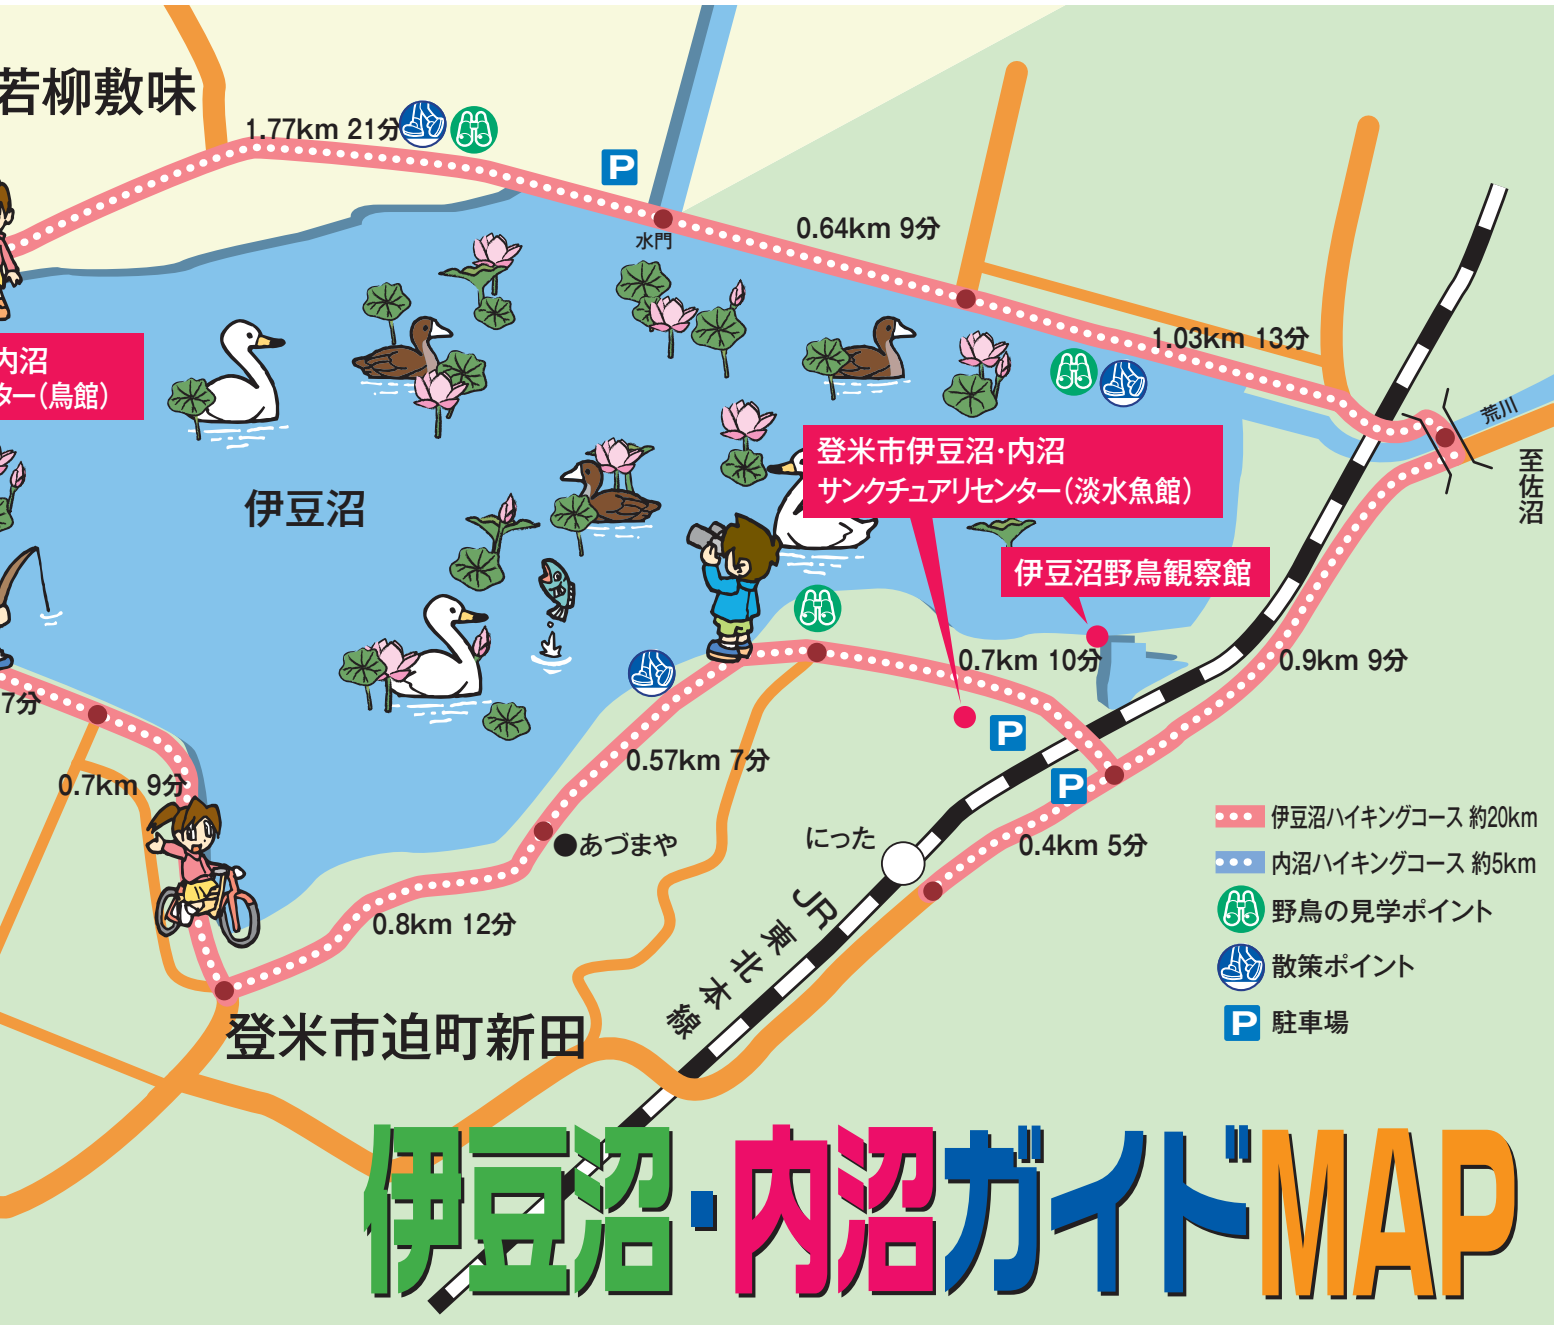 若柳敷味
1.77km 21分
P
水門
0.64km 9分
1.03km 13分
内沼
ター(鳥館)
登米市伊豆沼・内沼
サンクチュアリセンター(淡水魚館)
荒川
至佐沼
伊豆沼
伊豆沼野鳥観察館
0.7km 10分
0.9km 9分
7分
0.7km 9分
0.57km 7分
P
P
あづまや
にった
0.4km 5分
0.8km 12分
JR東北本線
登米市迫町新田
伊豆沼ハイキングコース 約20km
内沼ハイキングコース 約5km
野鳥の見学ポイント
散策ポイント
P 駐車場
伊豆沼・内沼ガイドMAP